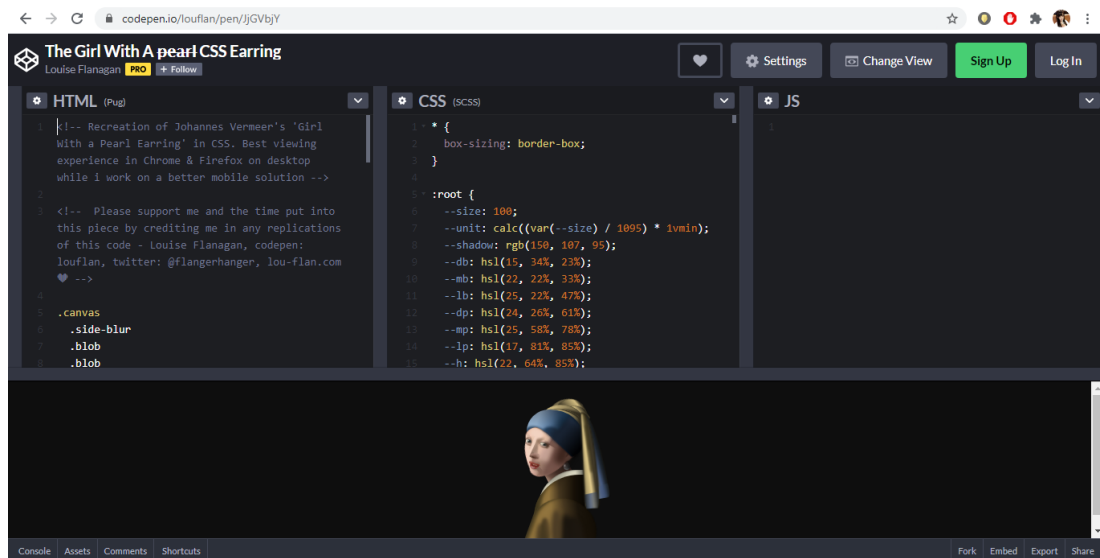 codepen.io/louflan/pen/JjGVbjY
The Girl With A pearl CSS Earring
Louise Flanagan PRO + Follow
Settings
Change View
Sign Up
Log In
HTML (Pug)
1 <!-- Recreation of Johannes Vermeer's 'Girl
With a Pearl Earring' in CSS. Best viewing
experience in Chrome & Firefox on desktop
while i work on a better mobile solution -->
2
3 <!--  Please support me and the time put into
this piece by crediting me in any replications
of this code - Louise Flanagan, codepen:
louflan, twitter: @flangerhanger, lou-flan.com
🖤 -->
4
5 .canvas
6   .side-blur
7   .blob
8   .blob
CSS (SCSS)
1 * {
2   box-sizing: border-box;
3 }
4
5 :root {
6   --size: 100;
7   --unit: calc((var(--size) / 1095) * 1vmin);
8   --shadow: rgb(150, 107, 95);
9   --db: hsl(15, 34%, 23%);
10   --mb: hsl(22, 22%, 33%);
11   --lb: hsl(25, 22%, 47%);
12   --dp: hsl(24, 26%, 61%);
13   --mp: hsl(25, 58%, 78%);
14   --lp: hsl(17, 81%, 85%);
15   --h: hsl(22, 64%, 85%);
JS
1
Console Assets Comments Shortcuts
Fork Embed Export Share